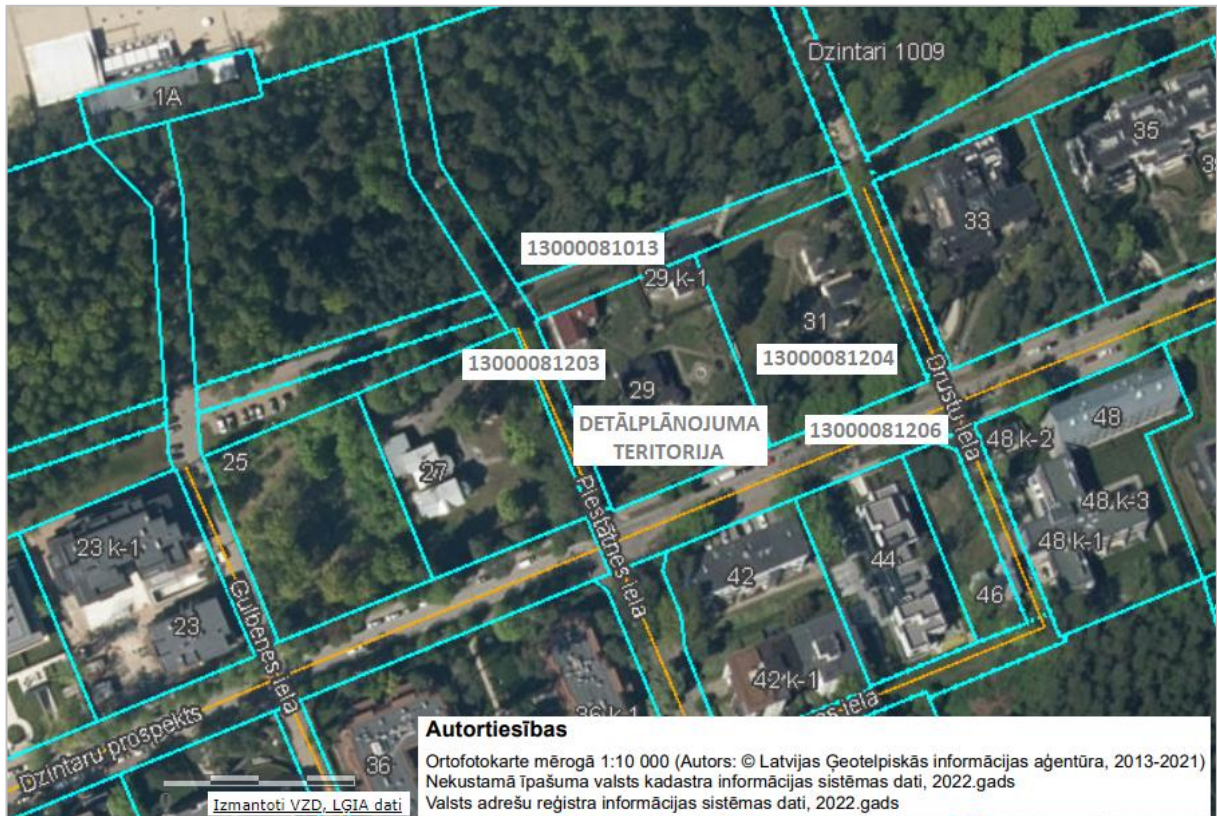 Dzintari 1009
1A
35
33
13000081013
29 k-1
31
13000081203
13000081204
29
DETĀLPLĀNOJUMA
TERITORIJA
13000081206
Drustu iela
48
48 k-2
25
27
Piestātnes iela
48 k-3
48 k-1
23 k-1
42
44
46
Gulbenes iela
23
42 k-1
36 k-1
Dzintaru prospekts
36
Izmantoti VZD, LĢIA dati
Autortiesības
Ortofotokarte mērogā 1:10 000 (Autors: © Latvijas Ģeotelpiskās informācijas aģentūra, 2013-2021)
Nekustamā īpašuma valsts kadastra informācijas sistēmas dati, 2022.gads
Valsts adrešu reģistra informācijas sistēmas dati, 2022.gads